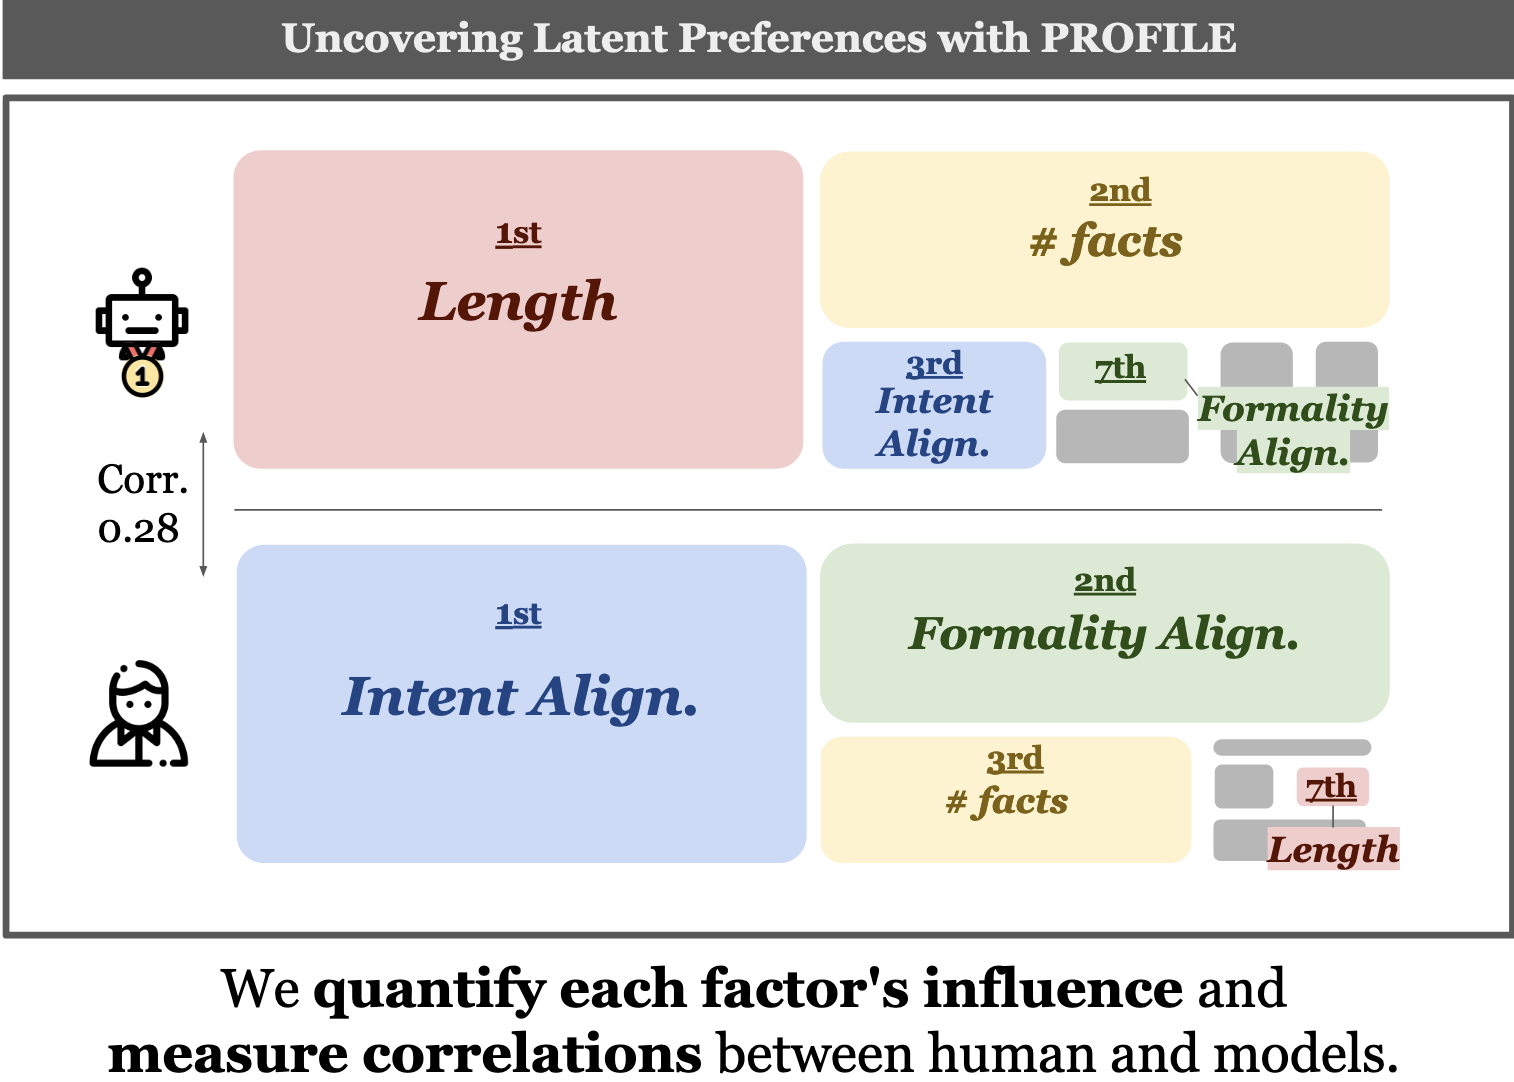 Uncovering Latent Preferences with PROFILE
1st
Length
2nd
# facts
3rd
Intent
Align.
7th
Formality
Align.
1
Corr.
0.28
1st
Intent Align.
2nd
Formality Align.
3rd
# facts
7th
Length
We quantify each factor's influence and
measure correlations between human and models.